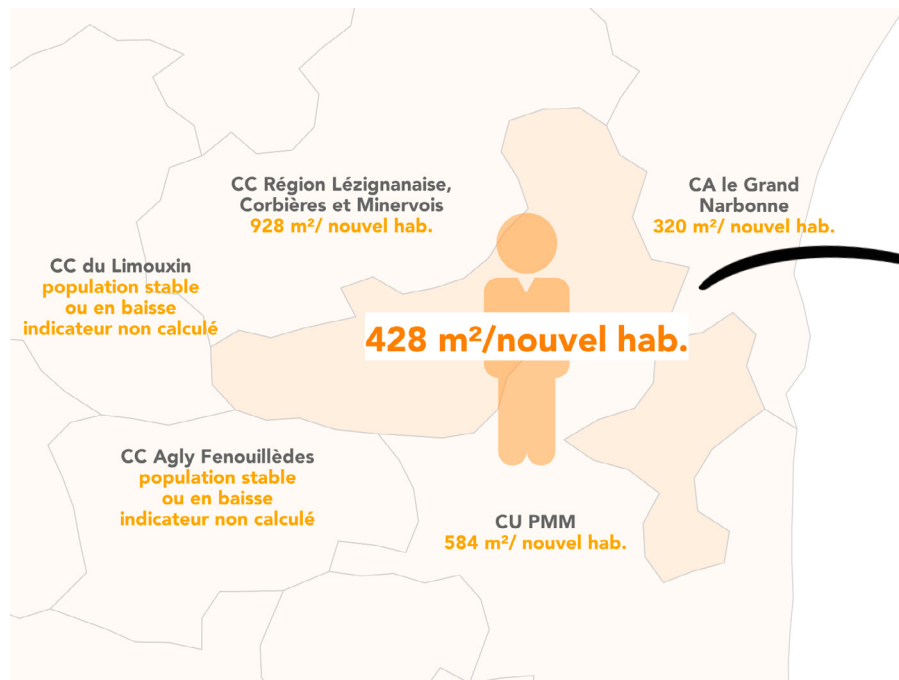 CC Région Lézignanaise,
Corbières et Minervois
928 m²/ nouvel hab.
CA le Grand
Narbonne
320 m²/ nouvel hab.
CC du Limouxin
population stable
ou en baisse
indicateur non calculé
428 m²/nouvel hab.
CC Agly Fenouillèdes
population stable
ou en baisse
indicateur non calculé
CU PMM
584 m²/ nouvel hab.